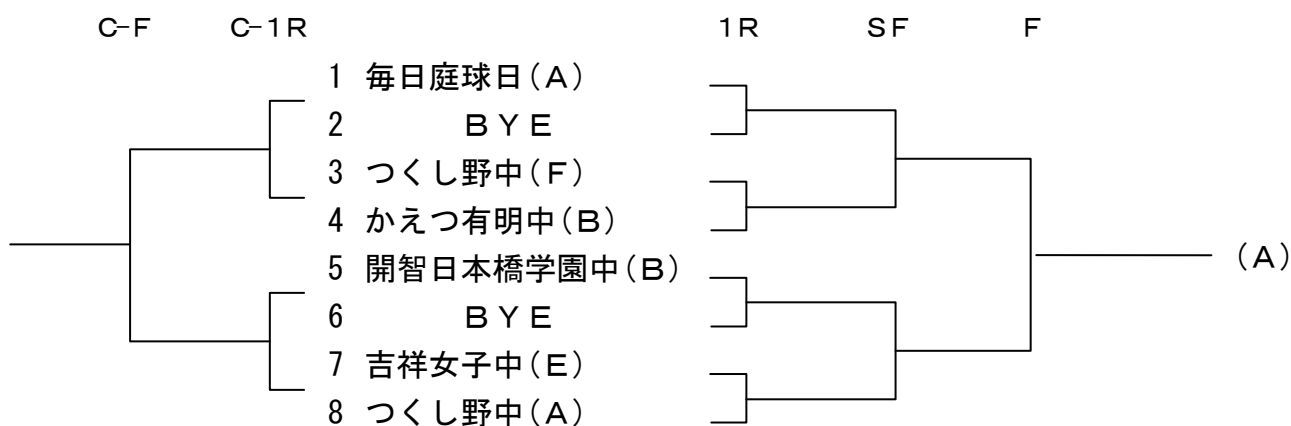 C-F C-1R 1R SF F
1 毎日庭球日(A)
2 BYE
3 つくし野中(F)
4 かえつ有明中(B)
5 開智日本橋学園中(B)
(A)
6 BYE
7 吉祥女子中(E)
8 つくし野中(A)